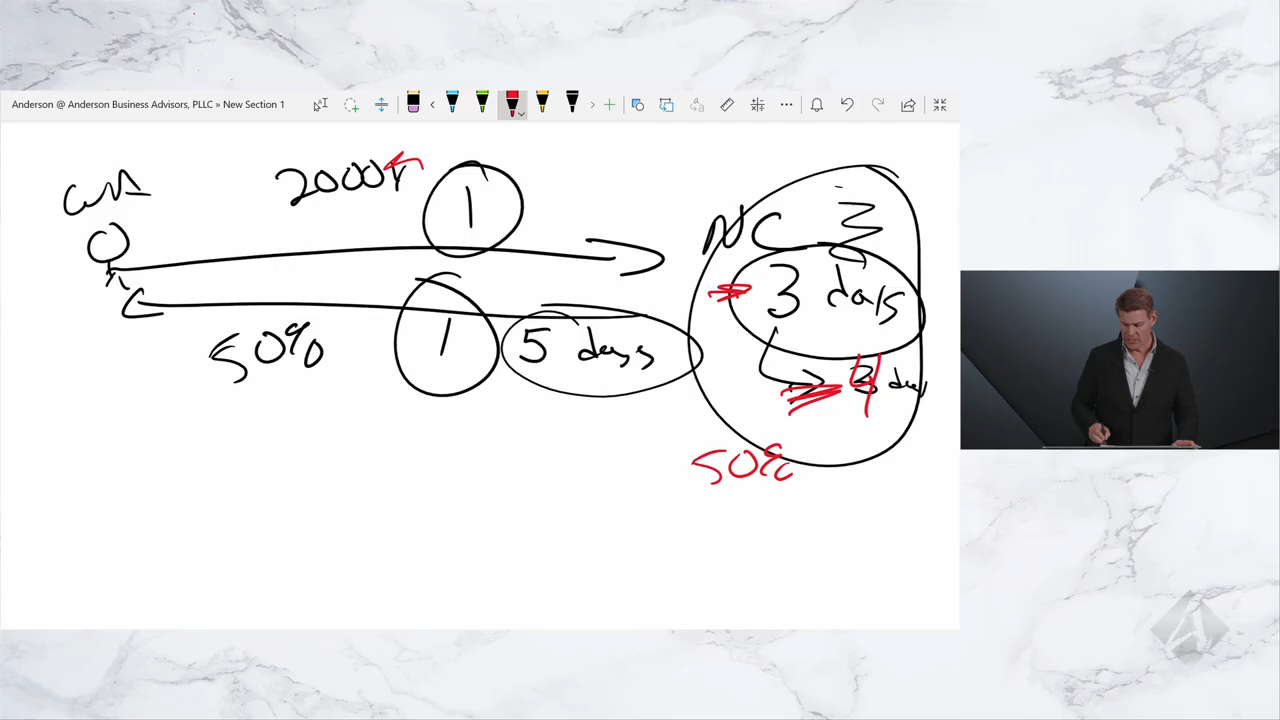 Anderson @ Anderson Business Advisors, PLLC » New Section 1
WA
2000
1
NC
3 days
50%
1
5 days
4 days
50%
A